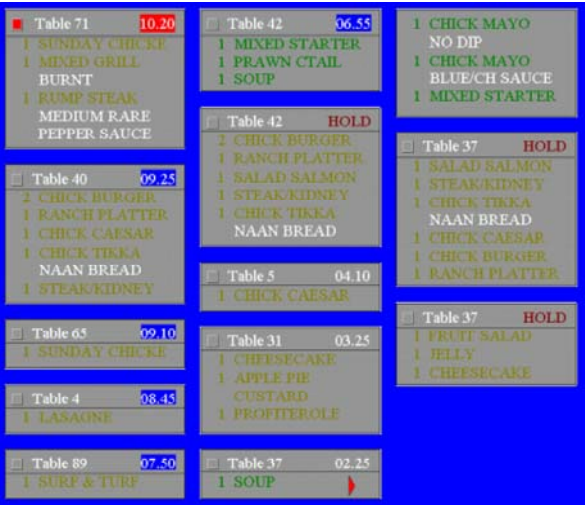 Table 71 10.20
1 SUNDAY CHICKE
1 MIXED GRILL
BURNT
1 RUMP STEAK
MEDIUM RARE
PEPPER SAUCE
Table 40 09.25
2 CHICK BURGER
1 RANCH PLATTER
1 CHICK CAESAR
1 CHICK TIKKA
NAAN BREAD
1 STEAK/KIDNEY
Table 65 09.10
1 SUNDAY CHICKE
Table 4 08.45
1 LASAGNE
Table 89 07.50
1 SURF & TURF
Table 42 06.55
1 MIXED STARTER
1 PRAWN CTAIL
1 SOUP
Table 42 HOLD
2 CHICK BURGER
1 RANCH PLATTER
1 SALAD SALMON
1 STEAK/KIDNEY
1 CHICK TIKKA
NAAN BREAD
Table 5 04.10
1 CHICK CAESAR
Table 31 03.25
1 CHEESECAKE
1 APPLE PIE
CUSTARD
1 PROFITEROLE
Table 37 02.25
1 SOUP
1 CHICK MAYO
NO DIP
1 CHICK MAYO
BLUE/CH SAUCE
1 MIXED STARTER
Table 37 HOLD
1 SALAD SALMON
1 STEAK/KIDNEY
1 CHICK TIKKA
NAAN BREAD
1 CHICK CAESAR
1 CHICK BURGER
1 RANCH PLATTER
Table 37 HOLD
1 FRUIT SALAD
1 JELLY
1 CHEESECAKE